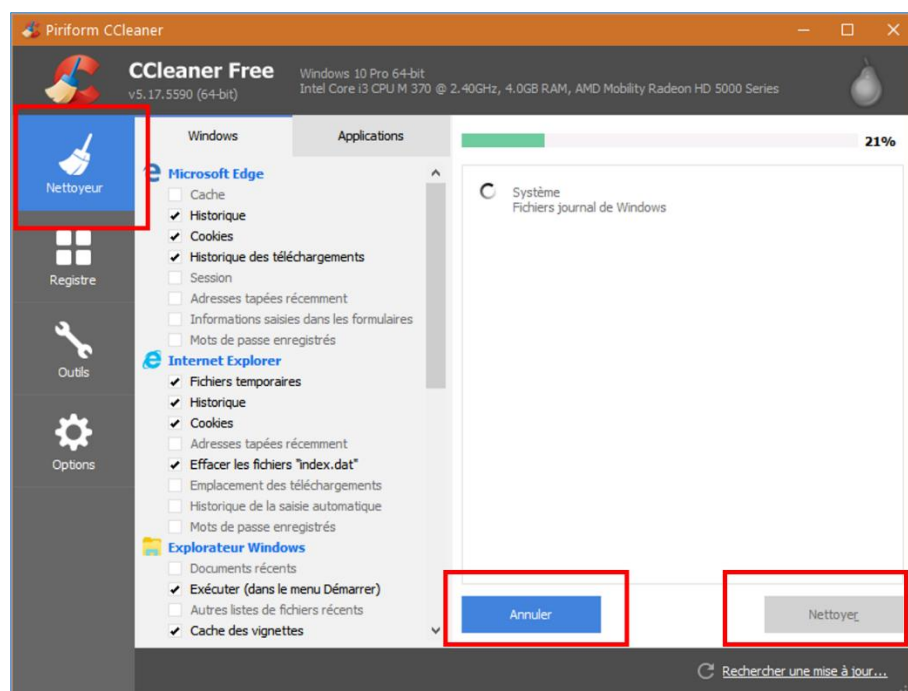 Piriform CCleaner
CCleaner Free
v5.17.5590 (64-bit)
Windows 10 Pro 64-bit
Intel Core i3 CPU M 370 @ 2.40GHz, 4.0GB RAM, AMD Mobility Radeon HD 5000 Series
Nettoyeur
Registre
Outils
Options
Windows
Applications
Microsoft Edge
Cache
Historique
Cookies
Historique des téléchargements
Session
Adresses tapées récemment
Informations saisies dans les formulaires
Mots de passe enregistrés
Internet Explorer
Fichiers temporaires
Historique
Cookies
Adresses tapées récemment
Effacer les fichiers "index.dat"
Emplacement des téléchargements
Historique de la saisie automatique
Mots de passe enregistrés
Explorateur Windows
Documents récents
Exécuter (dans le menu Démarrer)
Autres listes de fichiers récents
Cache des vignettes
21%
Système
Fichiers journal de Windows
Annuler
Nettoyer
Rechercher une mise à jour...